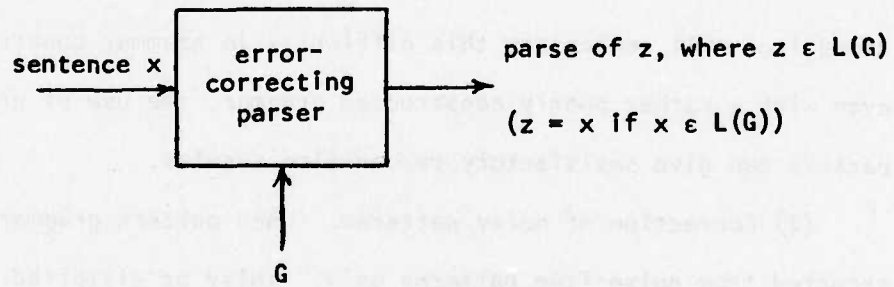 error-
correcting
parser
sentence x
parse of z, where z ε L(G)
(z = x if x ε L(G))
G